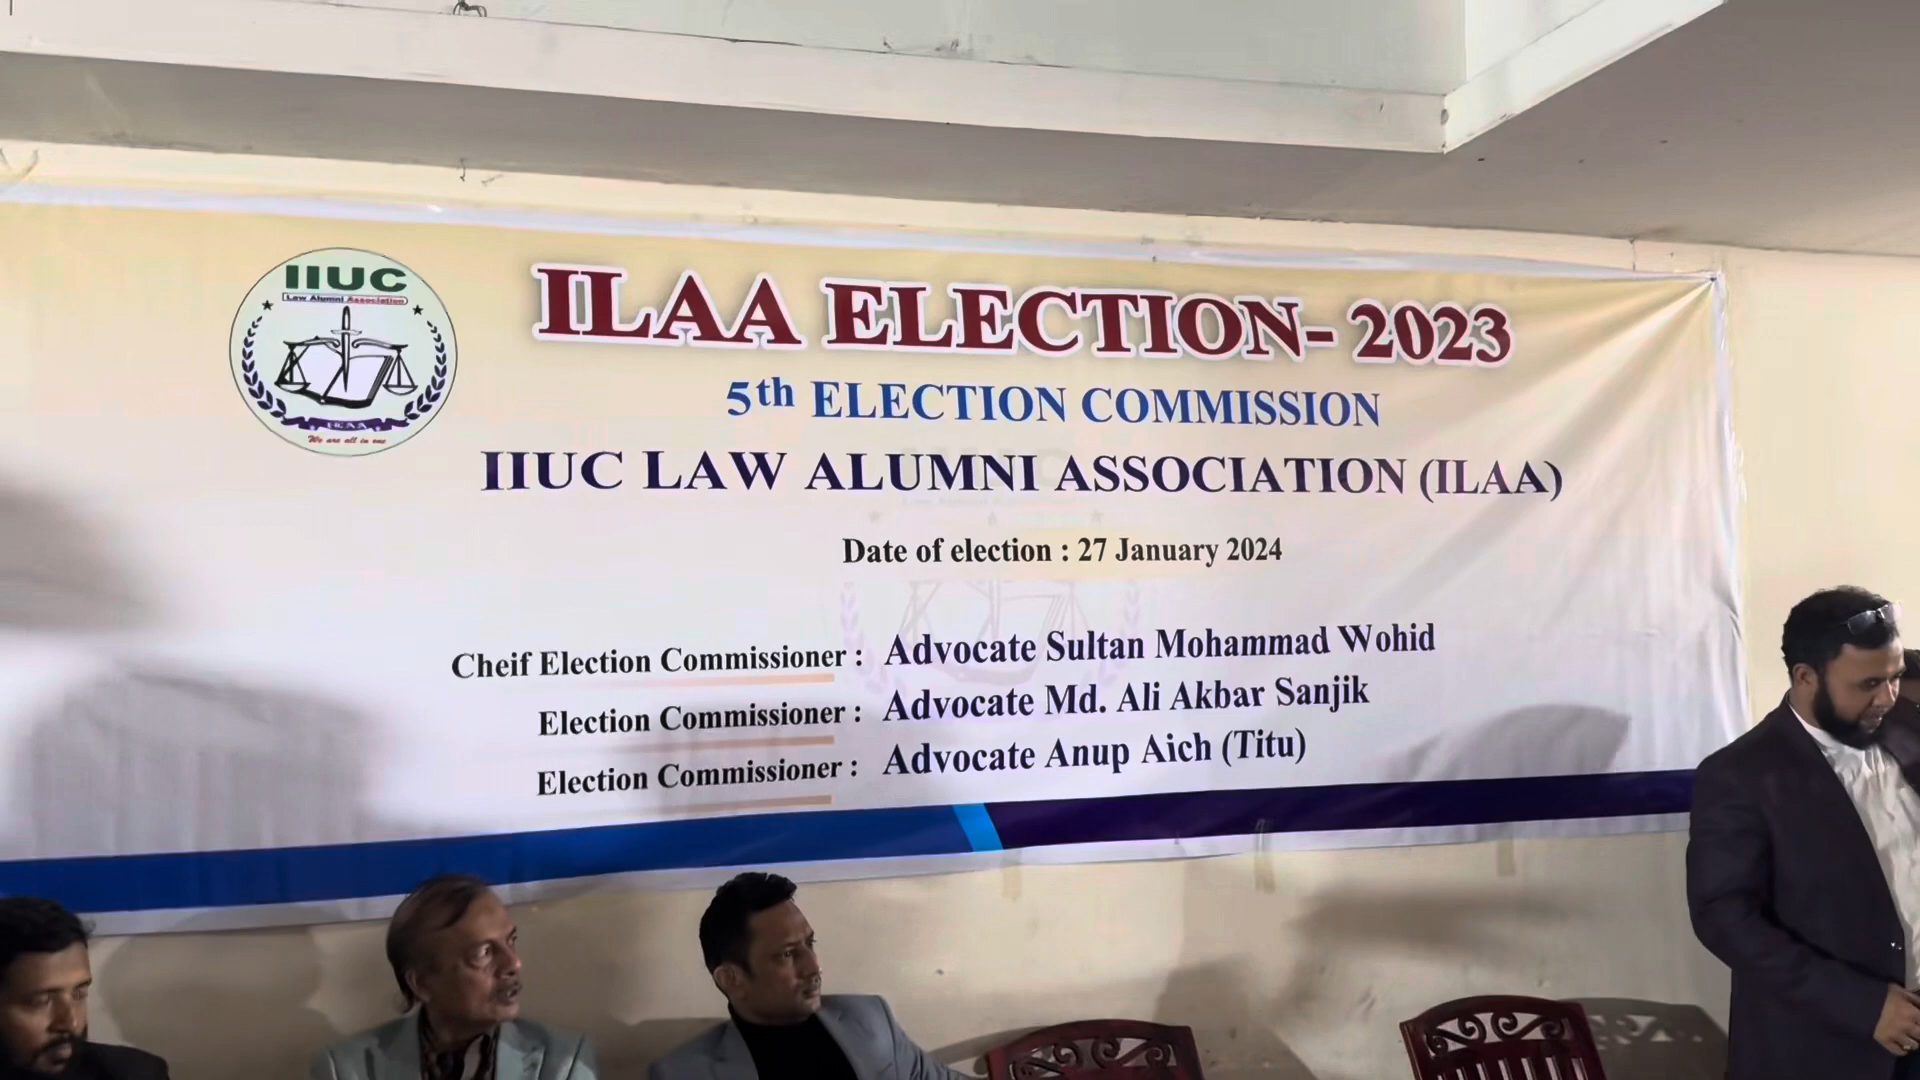 IIUC
Law Alumni Association
ILAA
We are all in one
ILAA ELECTION- 2023
5th ELECTION COMMISSION
IIUC LAW ALUMNI ASSOCIATION (ILAA)
Date of election : 27 January 2024
Cheif Election Commissioner : Advocate Sultan Mohammad Wohid
Election Commissioner : Advocate Md. Ali Akbar Sanjik
Election Commissioner : Advocate Anup Aich (Titu)